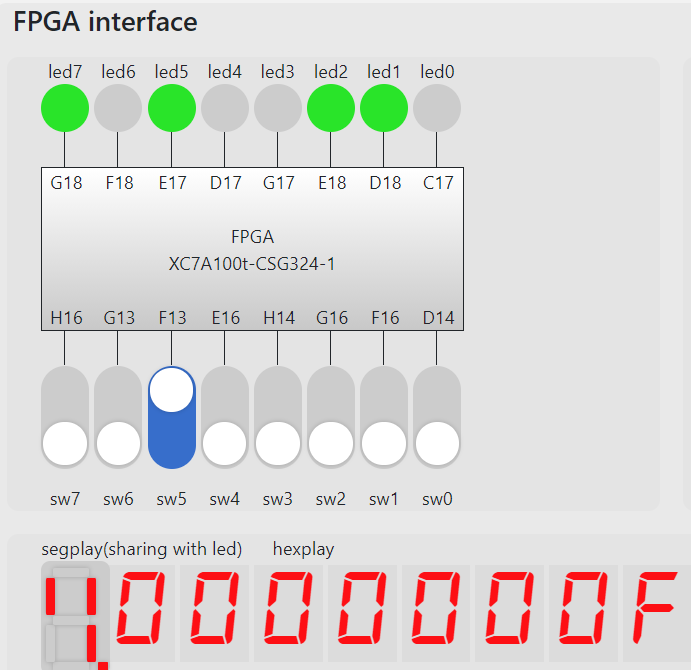 FPGA interface
led7 led6 led5 led4 led3 led2 led1 led0
G18 F18 E17 D17 G17 E18 D18 C17
FPGA
XC7A100t-CSG324-1
H16 G13 F13 E16 H14 G16 F16 D14
sw7 sw6 sw5 sw4 sw3 sw2 sw1 sw0
segplay(sharing with led) hexplay
0000000F